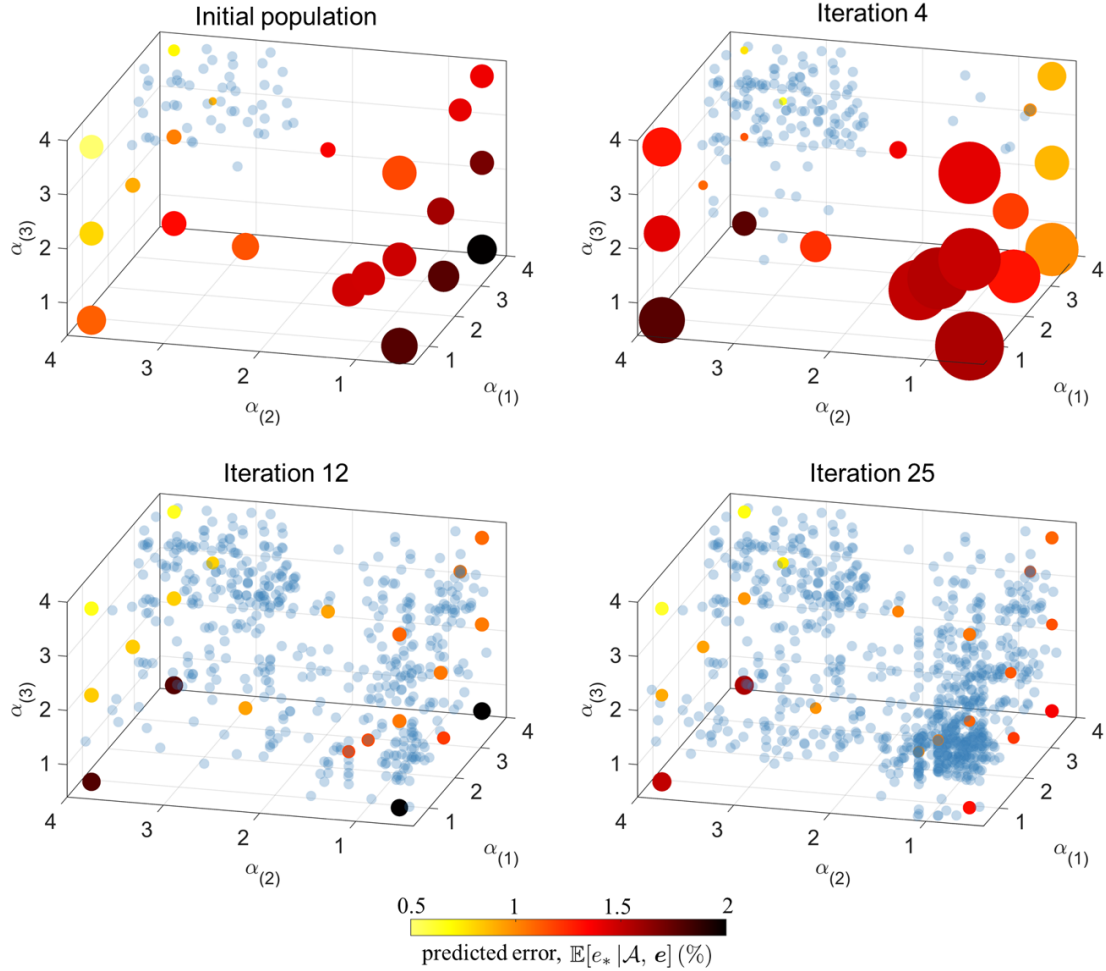 Initial population
4
3
2
1
α(3)
4
3
2
1
α(2)
1
2
3
4
α(1)
Iteration 4
4
3
2
1
α(3)
4
3
2
1
α(2)
1
2
3
4
α(1)
Iteration 12
4
3
2
1
α(3)
4
3
2
1
α(2)
1
2
3
4
α(1)
Iteration 25
4
3
2
1
α(3)
4
3
2
1
α(2)
1
2
3
4
α(1)
0.5 1 1.5 2
predicted error, 𝔼[e∗ |𝒜, e] (%)